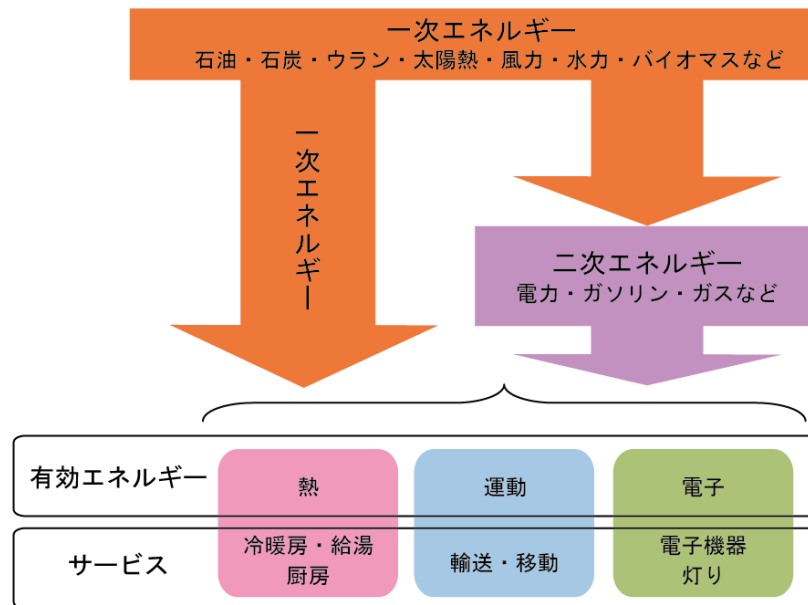 一次エネルギー
石油・石炭・ウラン・太陽熱・風力・水力・バイオマスなど
一次エネルギー
二次エネルギー
電力・ガソリン・ガスなど
有効エネルギー
熱
運動
電子
サービス
冷暖房・給湯
厨房
輸送・移動
電子機器
灯り